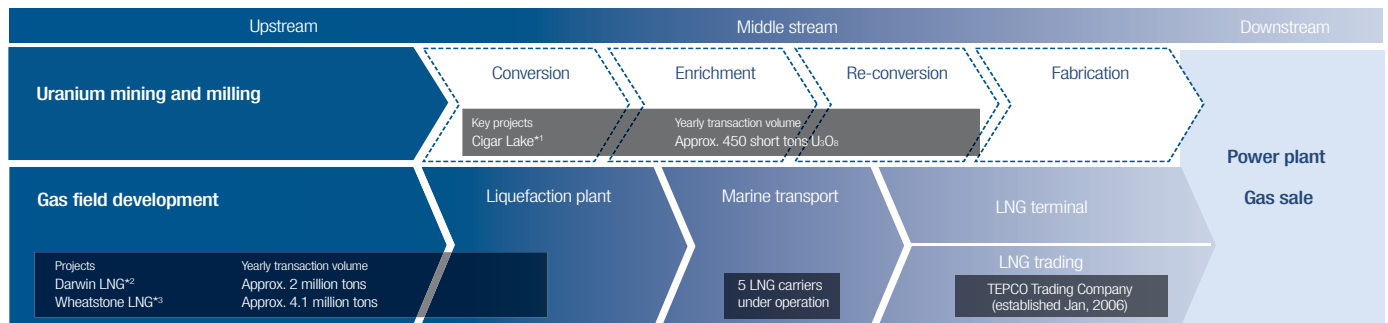 Upstream Middle stream Downstream
Uranium mining and milling
Conversion Enrichment Re-conversion Fabrication
Key projects Yearly transaction volume
Cigar Lake*1 Approx. 450 short tons U₃O₈
Gas field development
Liquefaction plant Marine transport
LNG terminal
Projects Yearly transaction volume
Darwin LNG*2 Approx. 2 million tons
Wheatstone LNG*3 Approx. 4.1 million tons
5 LNG carriers
under operation
LNG trading
TEPCO Trading Company
(established Jan, 2006)
Power plant
Gas sale